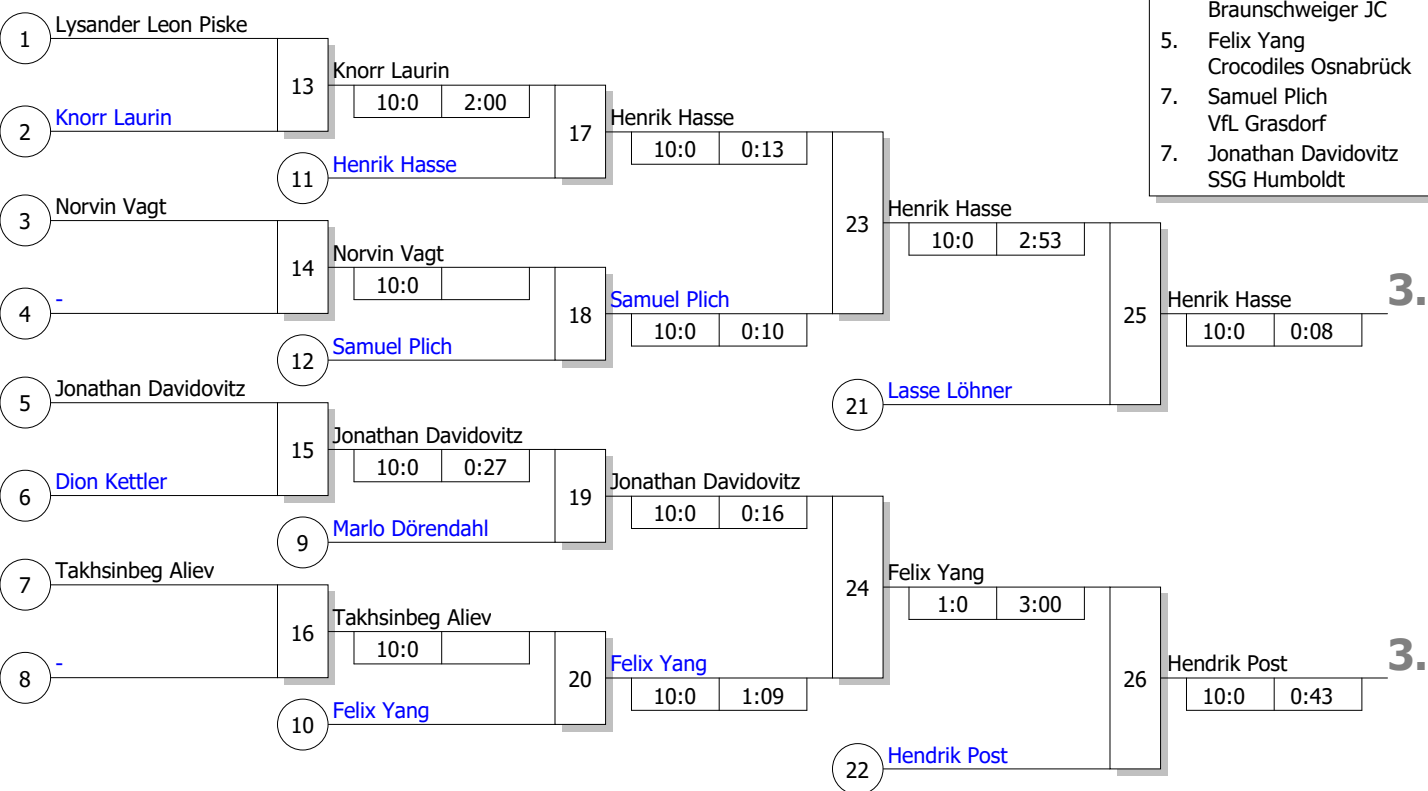 Braunschweiger JC
5. Felix Yang
Crocodiles Osnabrück
7. Samuel Plich
VfL Grasdorf
7. Jonathan Davidovitz
SSG Humboldt
1 Lysander Leon Piske
13
Knorr Laurin
10:0 2:00
2 Knorr Laurin
17
Henrik Hasse
10:0 0:13
11 Henrik Hasse
3 Norvin Vagt
23
Henrik Hasse
10:0 2:53
14
Norvin Vagt
10:0
4 -
18
Samuel Plich
10:0 0:10
12 Samuel Plich
25
Henrik Hasse 3.
10:0 0:08
5 Jonathan Davidovitz
21 Lasse Löhner
15
Jonathan Davidovitz
10:0 0:27
6 Dion Kettler
19
Jonathan Davidovitz
10:0 0:16
9 Marlo Dörendahl
7 Takhsinbeg Aliev
24
Felix Yang
1:0 3:00
16
Takhsinbeg Aliev
10:0
8 -
20
Felix Yang
10:0 1:09
10 Felix Yang
26
Hendrik Post 3.
10:0 0:43
22 Hendrik Post